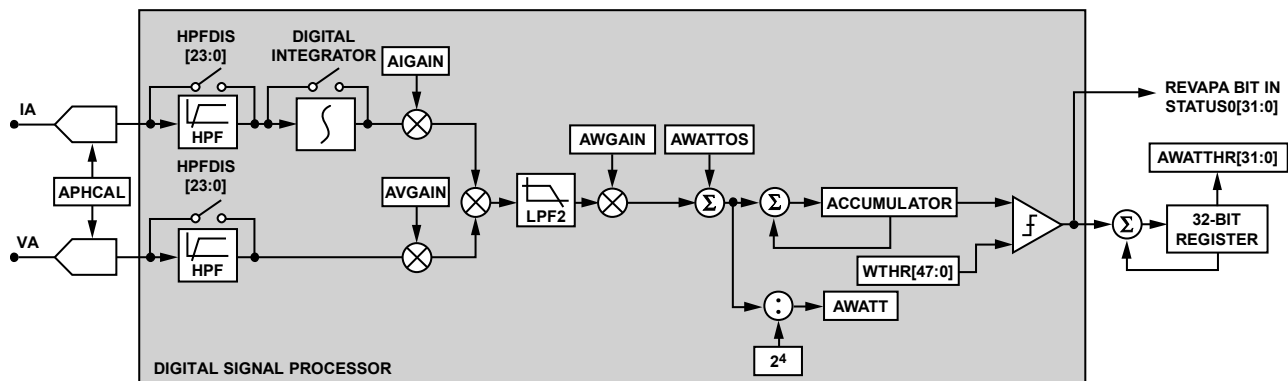 HPFDIS
[23:0]
DIGITAL
INTEGRATOR
AIGAIN
IA
HPF
REVAPA BIT IN
STATUS0[31:0]
AWGAIN
AWATTOS
AWATTHR[31:0]
HPFDIS
[23:0]
APHCAL
AVGAIN
LPF2
Σ
Σ
ACCUMULATOR
Σ
32-BIT
REGISTER
VA
HPF
WTHR[47:0]
:
AWATT
2⁴
DIGITAL SIGNAL PROCESSOR